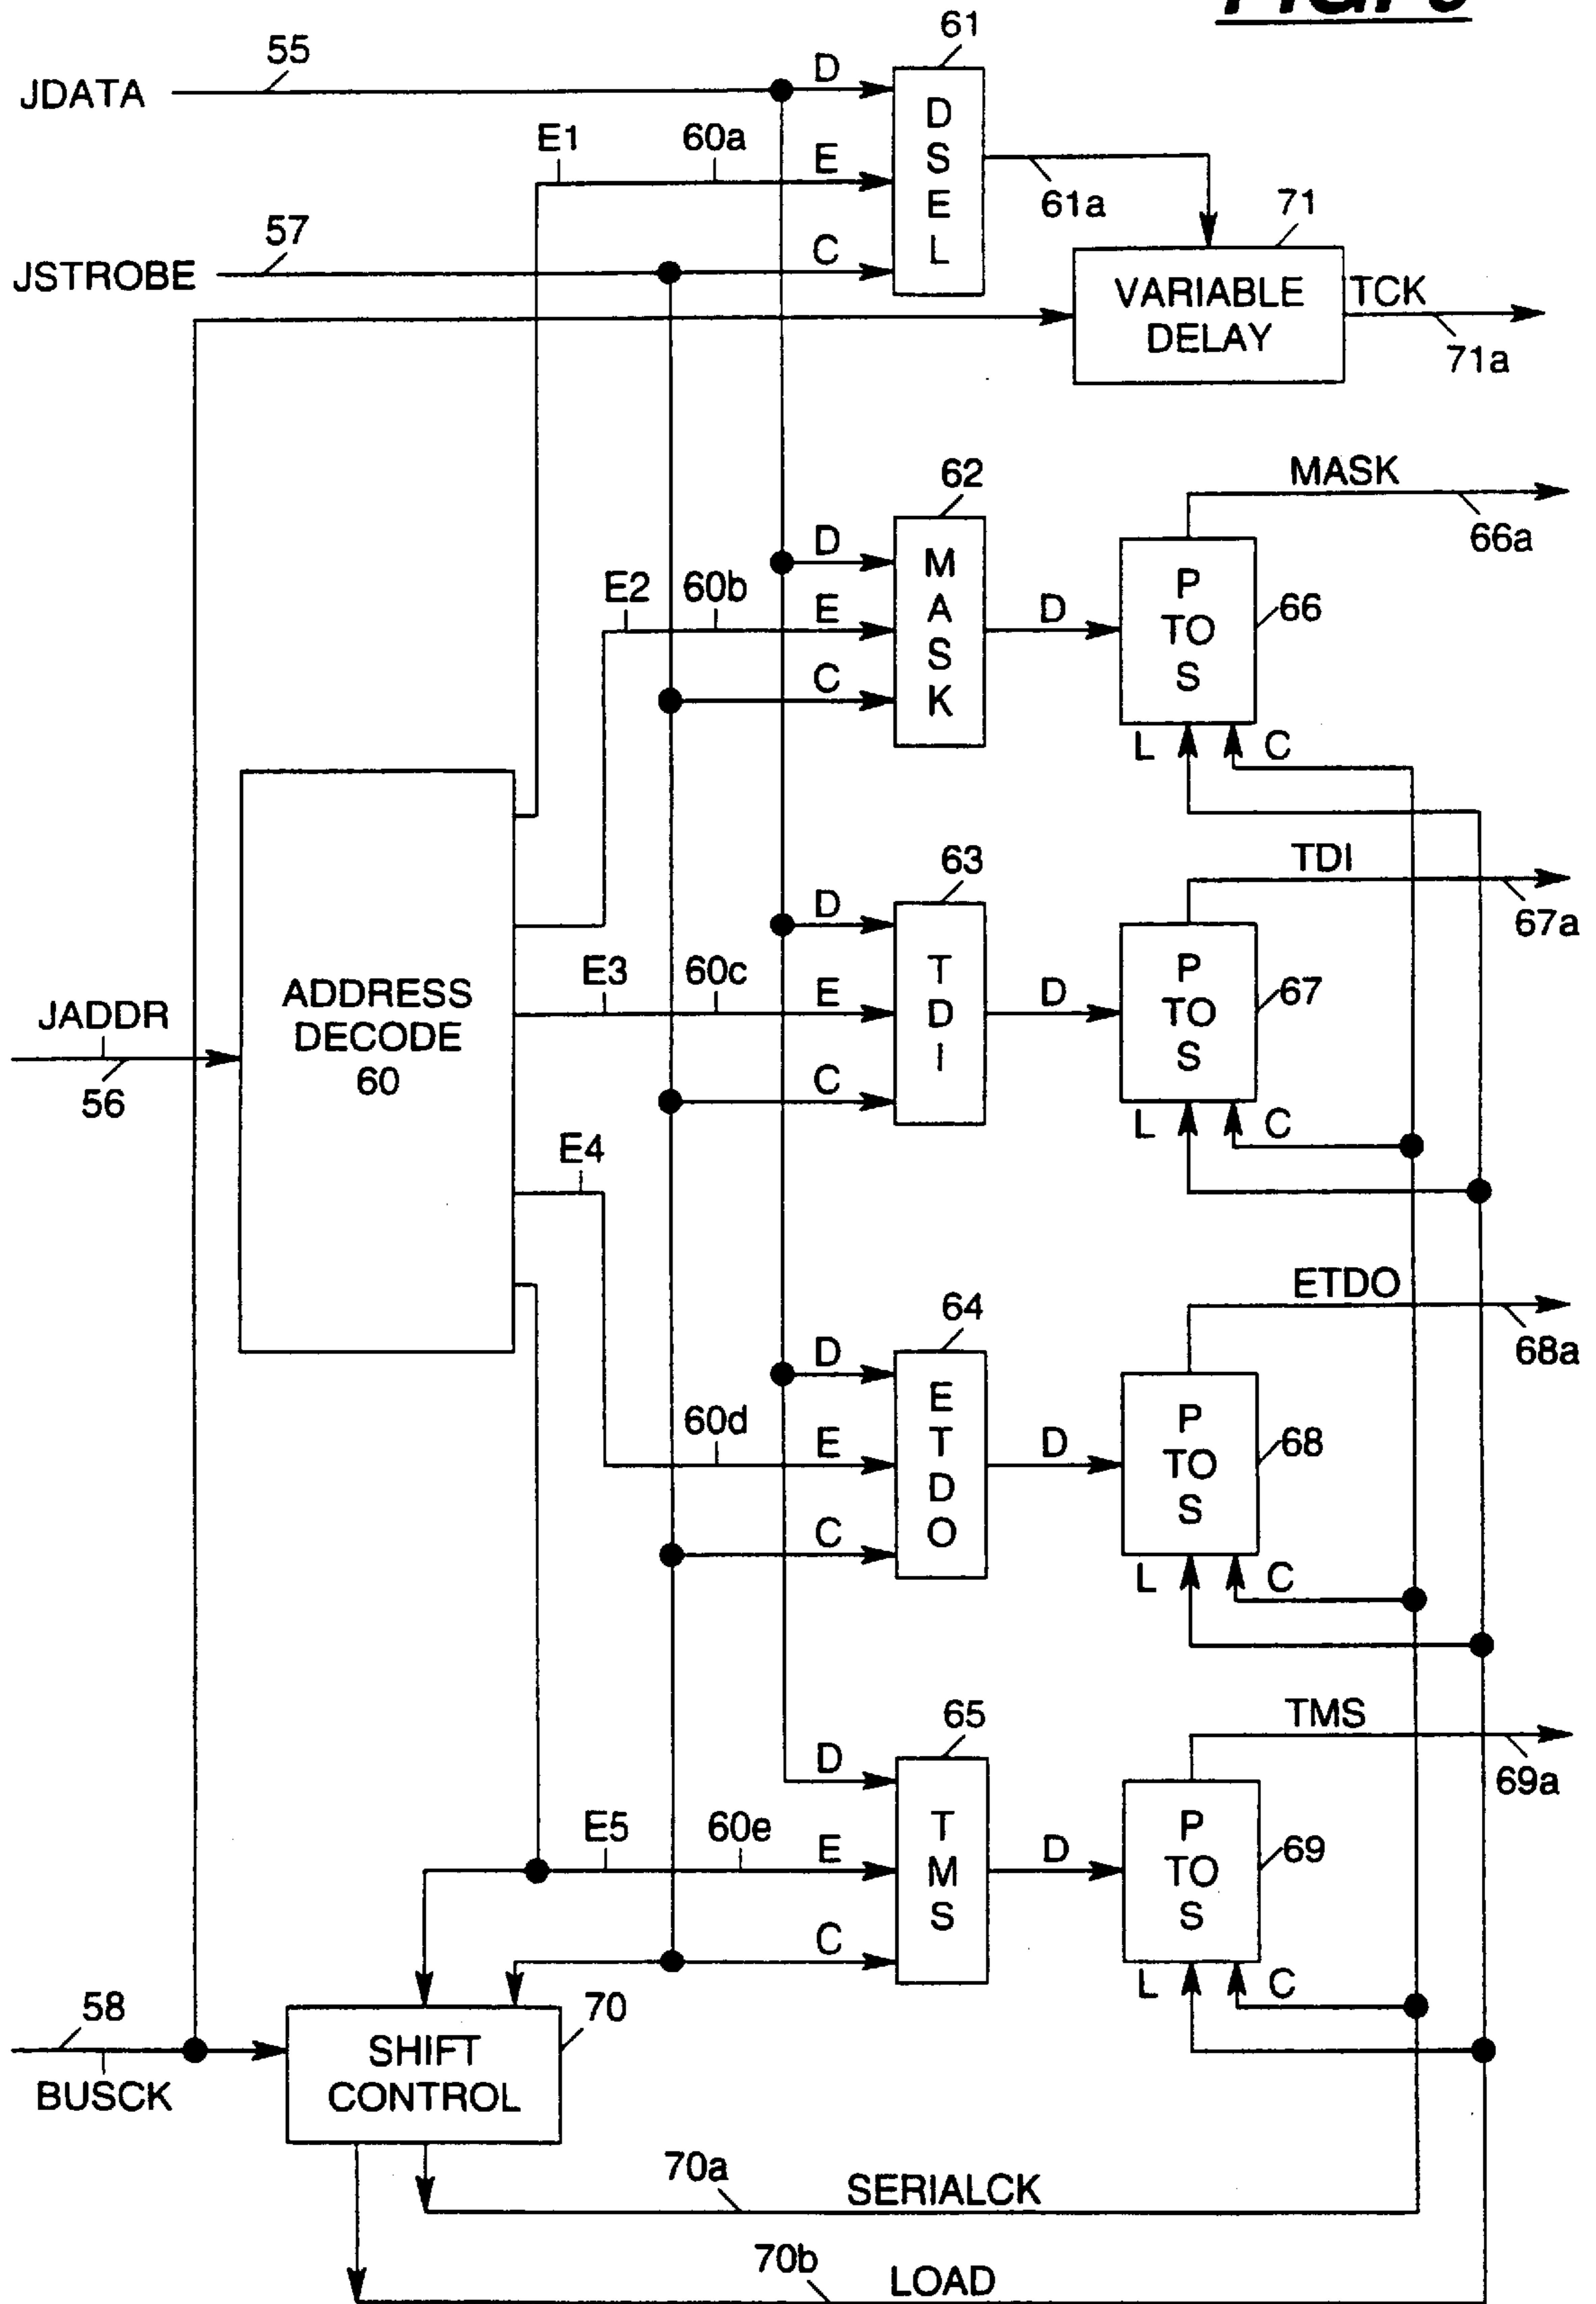 55
61
JDATA
D
E1
60a
E
57
JSTROBE
C
D
S
E
L
61a
71
VARIABLE
DELAY
TCK
71a
62
MASK
66a
D
E2
60b
E
C
M
A
S
K
D
P
TO
S
66
L
C
63
TDI
67a
D
E3
60c
E
C
T
D
I
D
P
TO
S
67
L
C
JADDR
56
ADDRESS
DECODE
60
E4
64
ETDO
68a
D
60d
E
C
E
T
D
O
D
P
TO
S
68
L
C
65
TMS
69a
D
E5
60e
E
C
T
M
S
D
P
TO
S
69
L
C
58
BUSCK
70
SHIFT
CONTROL
70a
SERIALCK
70b
LOAD